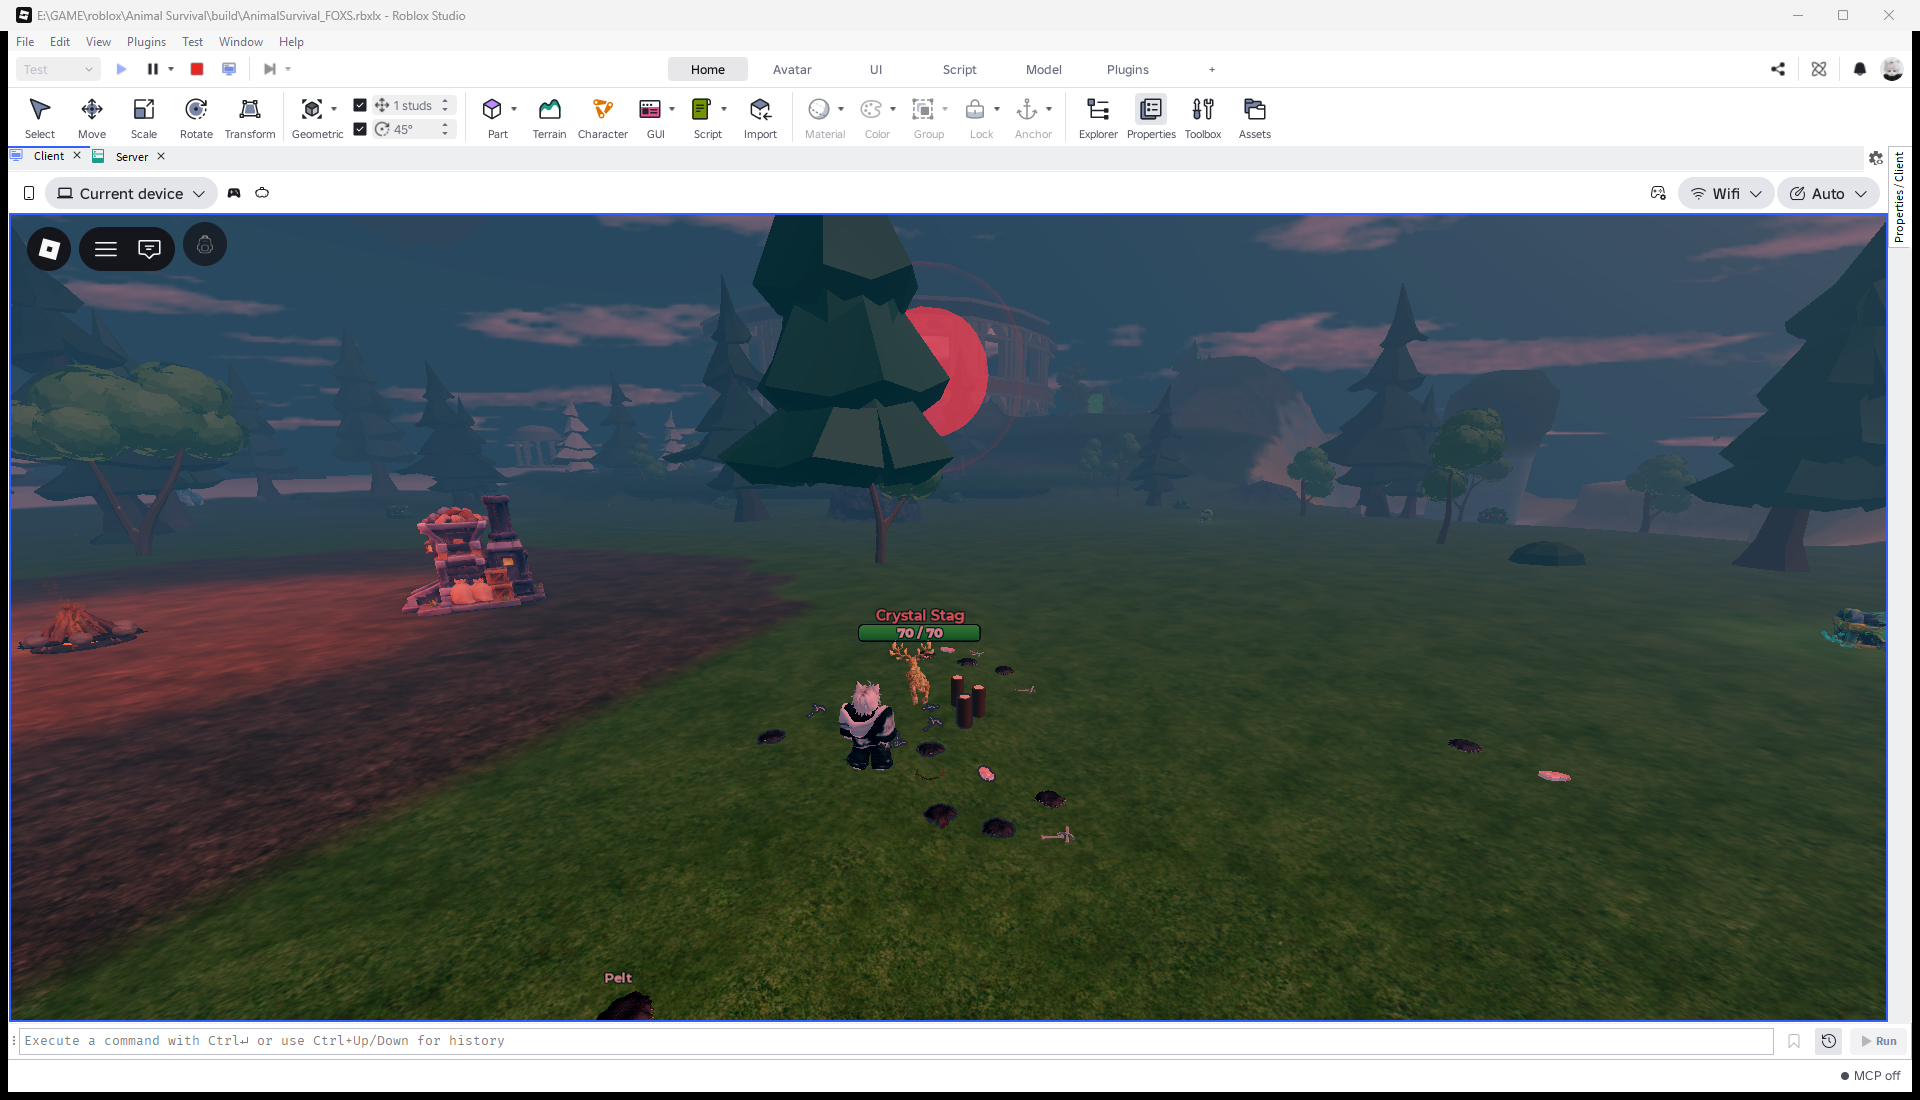 E:\GAME\roblox\Animal Survival\build\AnimalSurvival_FOXS.rbxlx - Roblox Studio
File Edit View Plugins Test Window Help
Test Home Avatar UI Script Model Plugins +
1 studs
45°
Select Move Scale Rotate Transform Geometric Part Terrain Character GUI Script Import Material Color Group Lock Anchor Explorer Properties Toolbox Assets
Client Server
Properties / Client
Current device Wifi Auto
Crystal Stag
70 / 70
Pelt
Execute a command with Ctrl↵ or use Ctrl+Up/Down for history
Run
MCP off